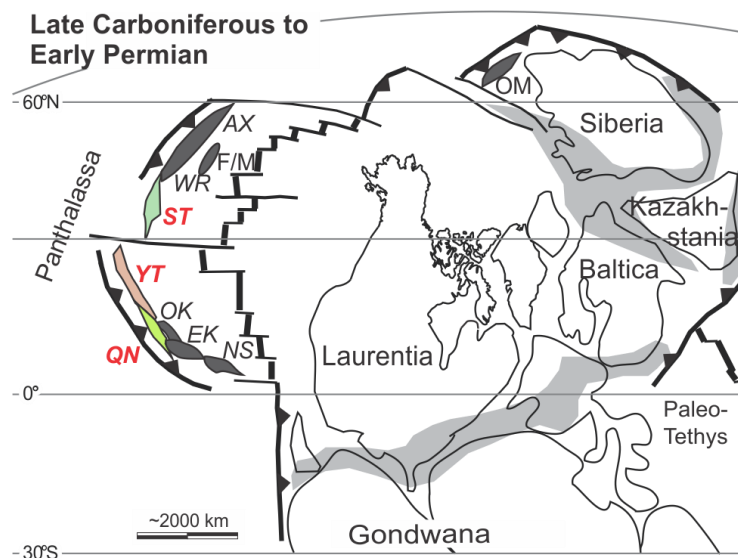 Late Carboniferous to
Early Permian
60°N
OM
Siberia
AX
F/M
WR
ST
Panthalassa
Kazakh-
stania
YT
Baltica
OK
EK
NS
QN
Laurentia
0°
Paleo-
Tethys
~2000 km
Gondwana
30°S